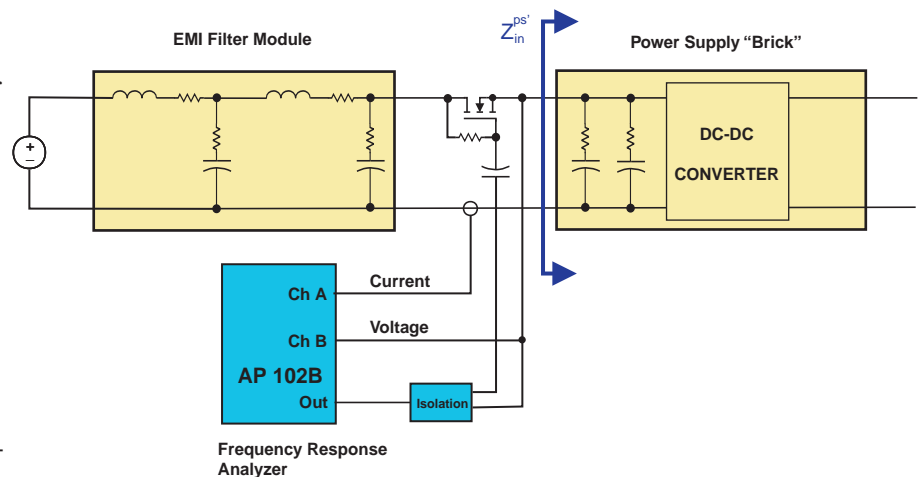 EMI Filter Module
Z in ps'
Power Supply “Brick”
+
–
DC-DC
CONVERTER
Ch A
Current
Ch B
Voltage
AP 102B
Out
Isolation
Frequency Response
Analyzer